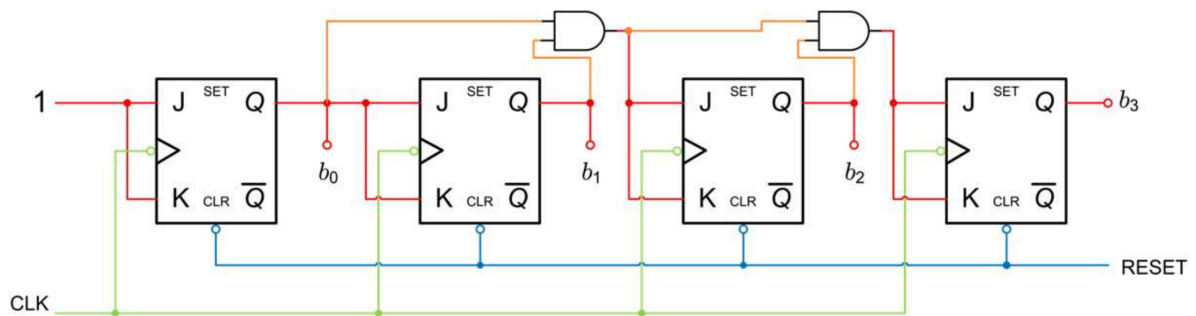 J SET Q J SET Q J SET Q J SET Q
1 b₃
b₀ b₁ b₂
K CLR Q̅ K CLR Q̅ K CLR Q̅ K CLR Q̅
RESET
CLK